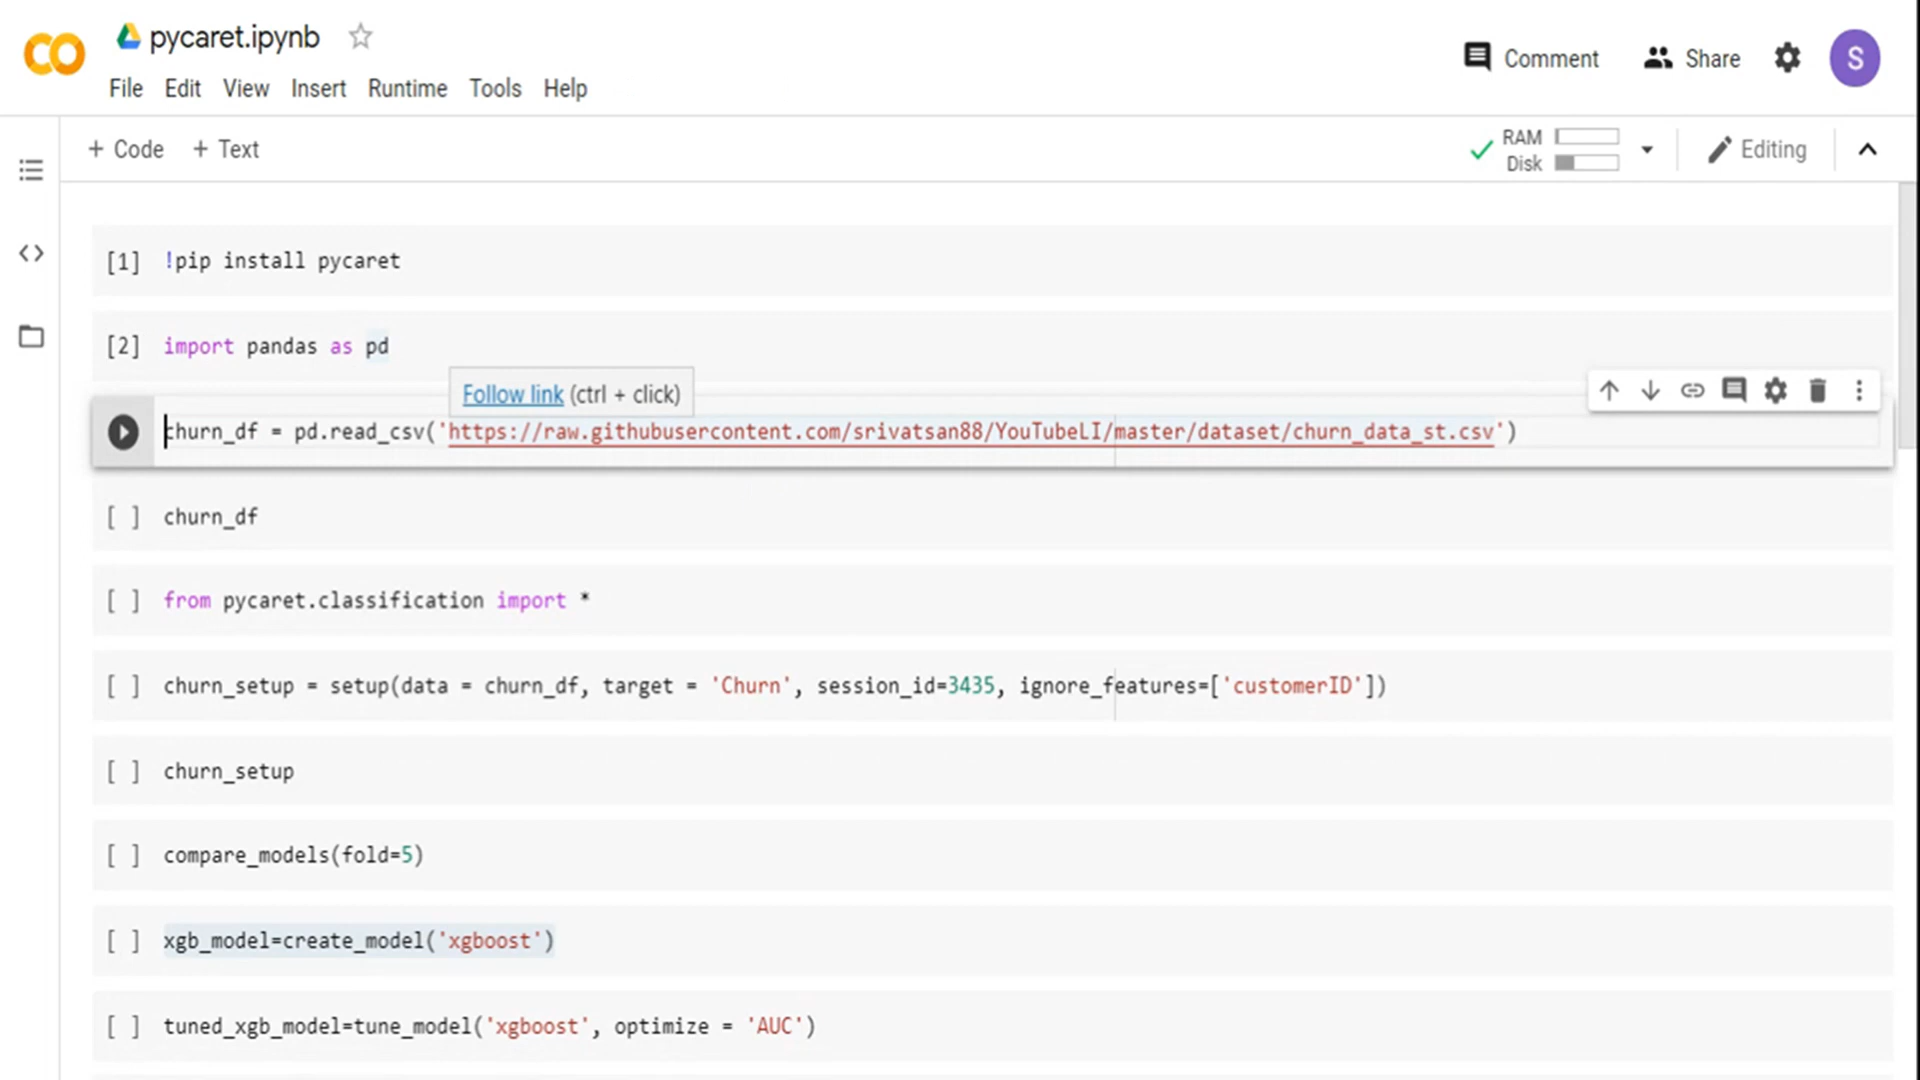 pycaret.ipynb
File Edit View Insert Runtime Tools Help
Comment
Share
S
+ Code + Text
RAM
Disk
Editing
[1] !pip install pycaret
[2] import pandas as pd
Follow link (ctrl + click)
churn_df = pd.read_csv('https://raw.githubusercontent.com/srivatsan88/YouTubeLI/master/dataset/churn_data_st.csv')
[ ] churn_df
[ ] from pycaret.classification import *
[ ] churn_setup = setup(data = churn_df, target = 'Churn', session_id=3435, ignore_features=['customerID'])
[ ] churn_setup
[ ] compare_models(fold=5)
[ ] xgb_model=create_model('xgboost')
[ ] tuned_xgb_model=tune_model('xgboost', optimize = 'AUC')